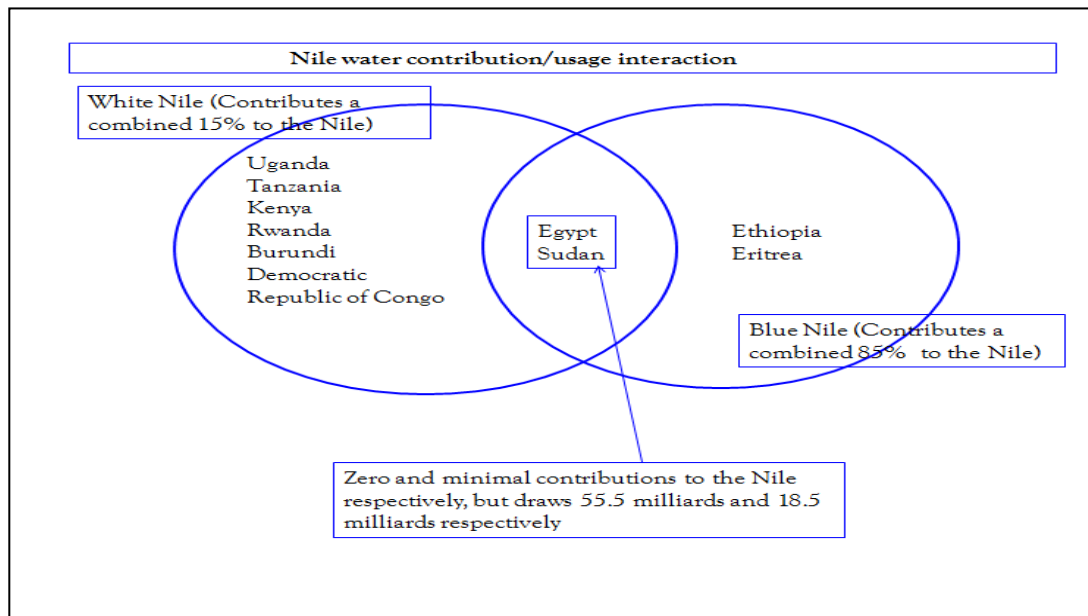 Nile water contribution/usage interaction
White Nile (Contributes a
combined 15% to the Nile)
Uganda
Tanzania
Kenya
Rwanda
Burundi
Democratic
Republic of Congo
Egypt
Sudan
Ethiopia
Eritrea
Blue Nile (Contributes a
combined 85% to the Nile)
Zero and minimal contributions to the Nile
respectively, but draws 55.5 milliards and 18.5
milliards respectively